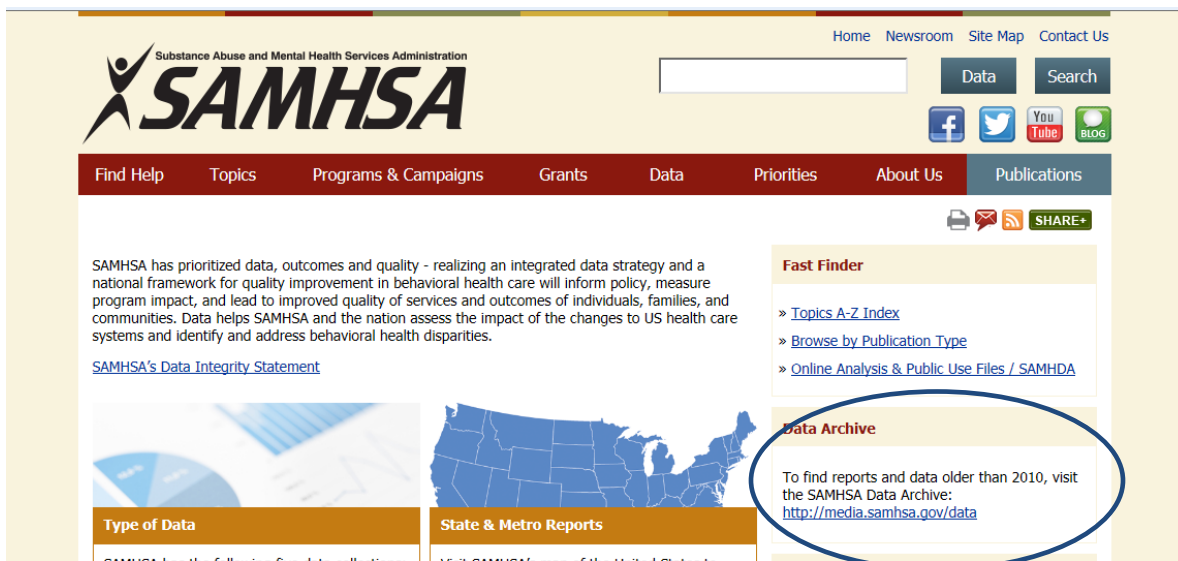 Home Newsroom Site Map Contact Us
Substance Abuse and Mental Health Services Administration
SAMHSA
Data Search
You Tube
BLOG
Find Help Topics Programs & Campaigns Grants Data Priorities About Us Publications
SHARE+
SAMHSA has prioritized data, outcomes and quality - realizing an integrated data strategy and a
national framework for quality improvement in behavioral health care will inform policy, measure
program impact, and lead to improved quality of services and outcomes of individuals, families, and
communities. Data helps SAMHSA and the nation assess the impact of the changes to US health care
systems and identify and address behavioral health disparities.
SAMHSA's Data Integrity Statement
Fast Finder
» Topics A-Z Index
» Browse by Publication Type
» Online Analysis & Public Use Files / SAMHDA
Data Archive
To find reports and data older than 2010, visit
the SAMHSA Data Archive:
http://media.samhsa.gov/data
Type of Data
State & Metro Reports